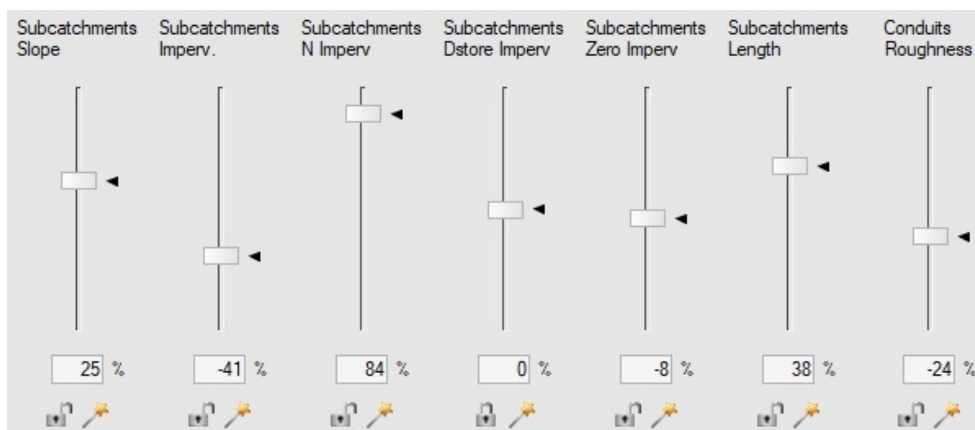 Subcatchments Slope
Subcatchments Imperv.
Subcatchments N Imperv
Subcatchments Dstore Imperv
Subcatchments Zero Imperv
Subcatchments Length
Conduits Roughness
25 %
-41 %
84 %
0 %
-8 %
38 %
-24 %